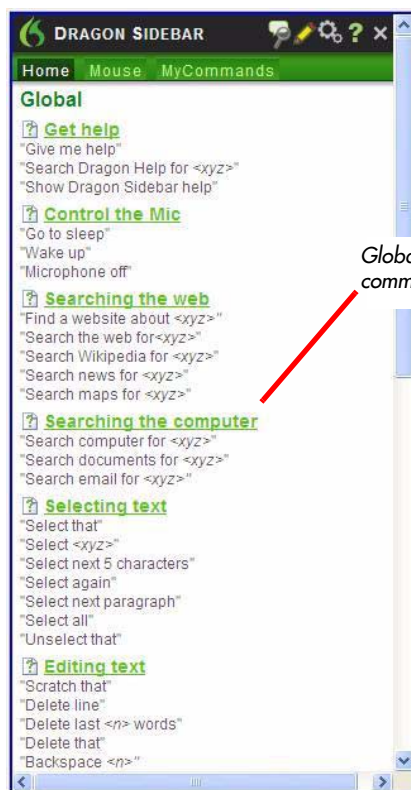 DRAGON SIDEBAR
Home Mouse MyCommands
Global
Get help
"Give me help"
"Search Dragon Help for <xyz>"
"Show Dragon Sidebar help"
Control the Mic
"Go to sleep"
"Wake up"
"Microphone off"
Searching the web
"Find a website about <xyz>"
"Search the web for<xyz>"
"Search Wikipedia for <xyz>"
"Search news for <xyz>"
"Search maps for <xyz>"
Searching the computer
"Search computer for <xyz>"
"Search documents for <xyz>"
"Search email for <xyz>"
Selecting text
"Select that"
"Select <xyz>"
"Select next 5 characters"
"Select again"
"Select next paragraph"
"Select all"
"Unselect that"
Editing text
"Scratch that"
"Delete line"
"Delete last <n> words"
"Delete that"
"Backspace <n>"